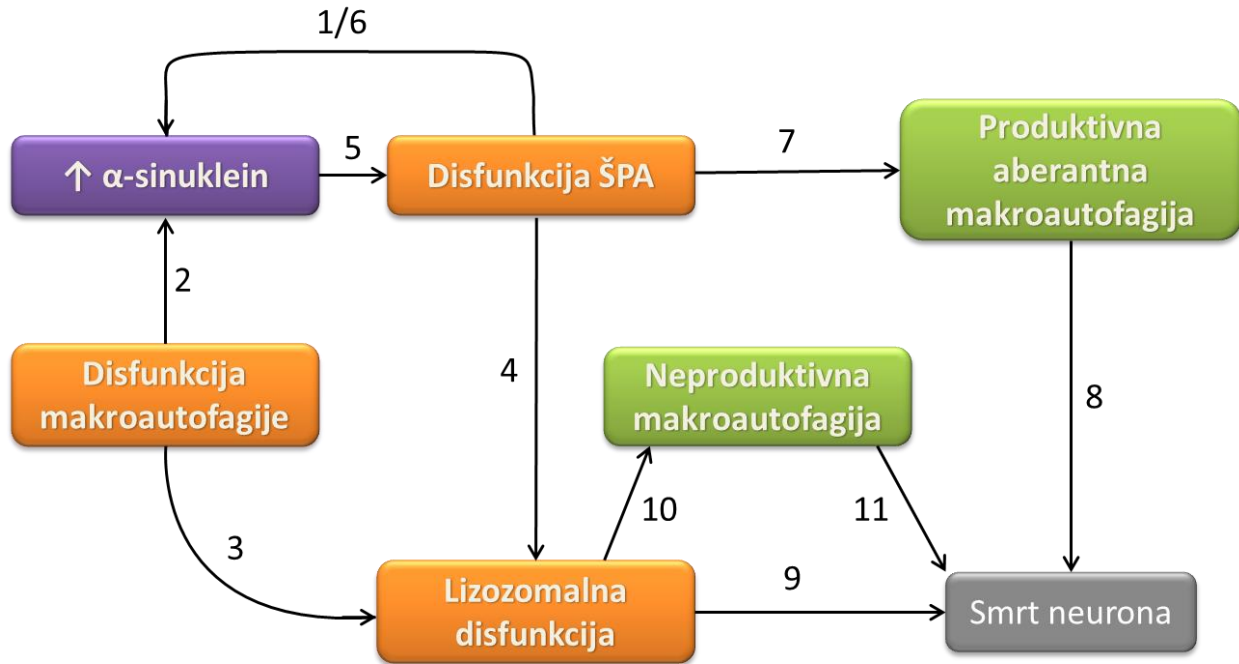 1/6
↑ α-sinuklein
5
Disfunkcija ŠPA
7
Produktivna
aberantna
makroautofagija
2
Disfunkcija
makroautofagije
4
Neproduktivna
makroautofagija
8
3
10
11
Lizozomalna
disfunkcija
9
Smrt neurona